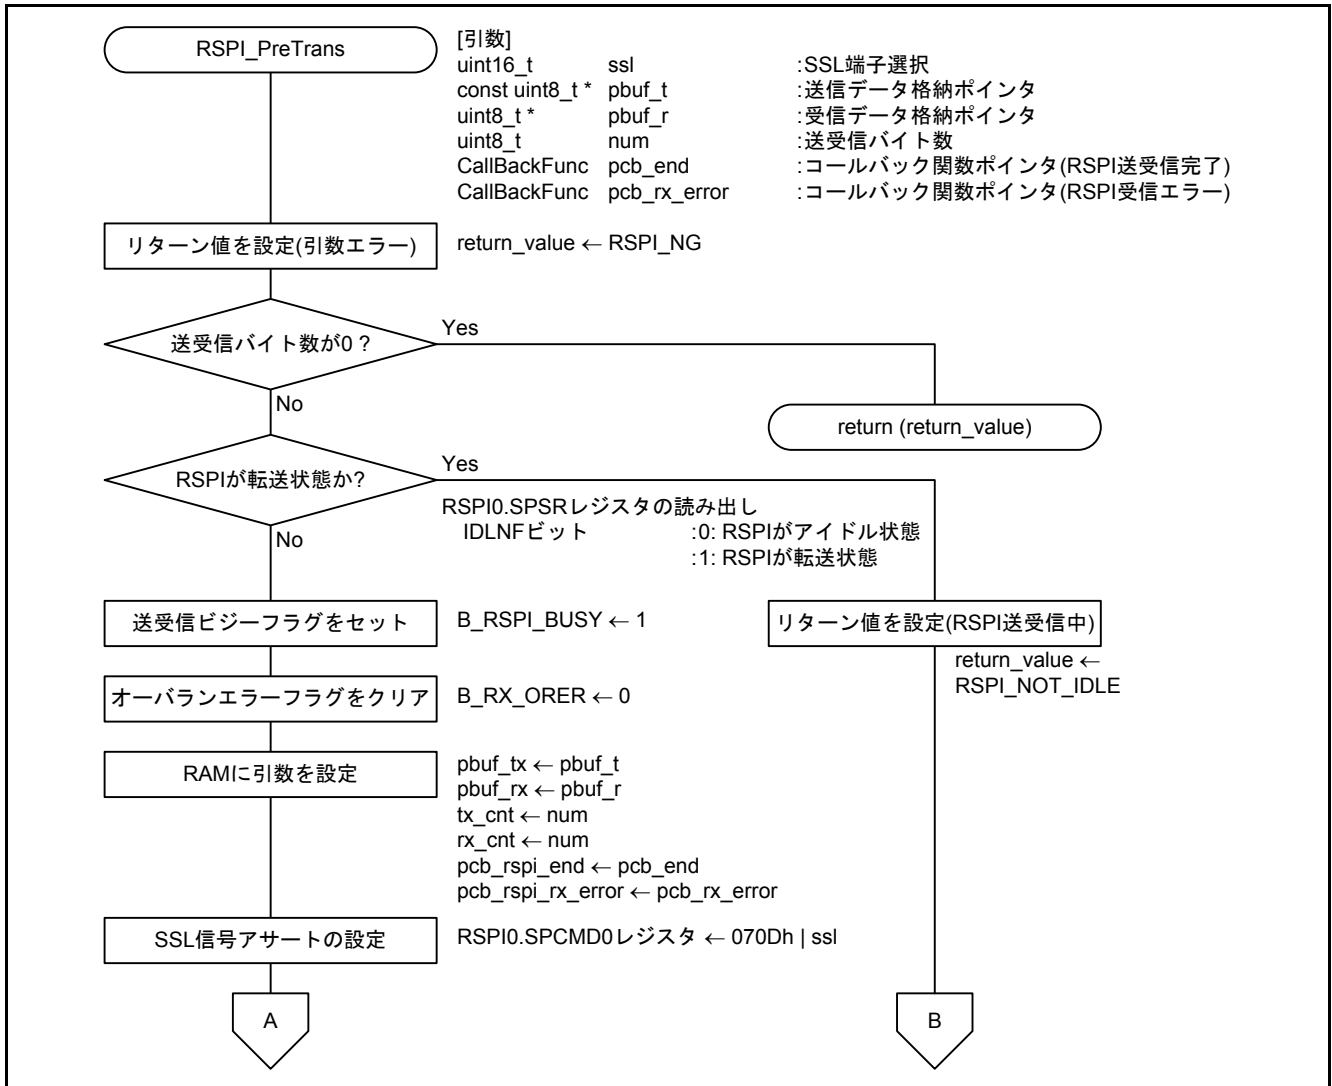 RSPI_PreTrans
[引数]
uint16_t ssl :SSL端子選択
const uint8_t * pbuf_t :送信データ格納ポインタ
uint8_t * pbuf_r :受信データ格納ポインタ
uint8_t num :送受信バイト数
CallBackFunc pcb_end :コールバック関数ポインタ(RSPI送受信完了)
CallBackFunc pcb_rx_error :コールバック関数ポインタ(RSPI受信エラー)
リターン値を設定(引数エラー) return_value ← RSPI_NG
送受信バイト数が0 ? Yes
No
return (return_value)
RSPIが転送状態か? Yes
RSPI0.SPSRレジスタの読み出し
IDLNFビット :0: RSPIがアイドル状態
:1: RSPIが転送状態
No
送受信ビジーフラグをセット B_RSPI_BUSY ← 1
リターン値を設定(RSPI送受信中)
return_value ←
RSPI_NOT_IDLE
オーバランエラーフラグをクリア B_RX_ORER ← 0
RAMに引数を設定 pbuf_tx ← pbuf_t
pbuf_rx ← pbuf_r
tx_cnt ← num
rx_cnt ← num
pcb_rspi_end ← pcb_end
pcb_rspi_rx_error ← pcb_rx_error
SSL信号アサートの設定 RSPI0.SPCMD0レジスタ ← 070Dh | ssl
A B